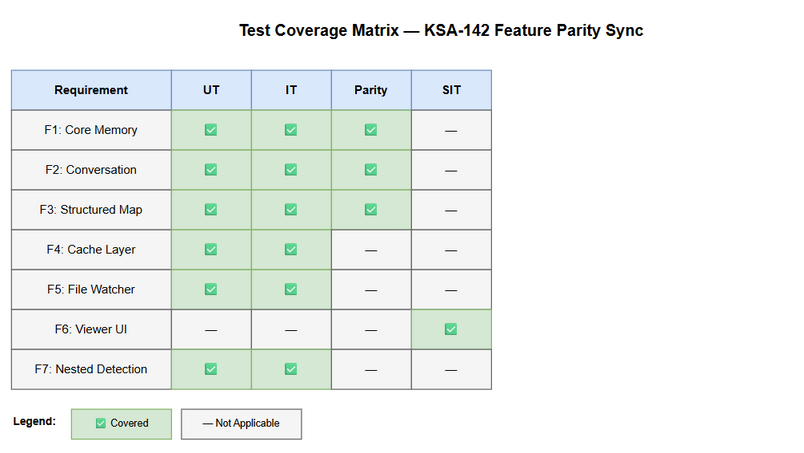 Test Coverage Matrix — KSA-142 Feature Parity Sync
Requirement UT IT Parity SIT
F1: Core Memory ✅ ✅ ✅ —
F2: Conversation ✅ ✅ ✅ —
F3: Structured Map ✅ ✅ ✅ —
F4: Cache Layer ✅ ✅ — —
F5: File Watcher ✅ ✅ — —
F6: Viewer UI — — — ✅
F7: Nested Detection ✅ ✅ — —
Legend: ✅ Covered — Not Applicable